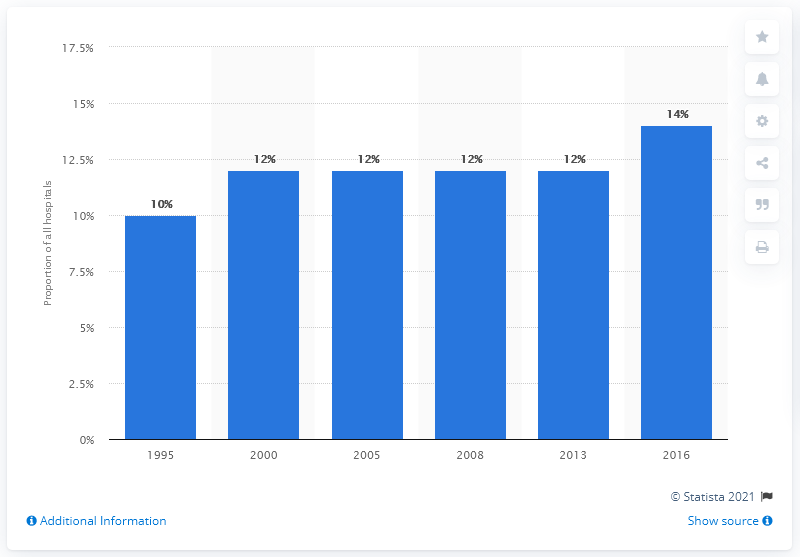 17.5%
15%
12.5%
10%
7.5%
5%
2.5%
0%
Proportion of all hospitals
10%
12%
12%
12%
12%
14%
1995 2000 2005 2008 2013 2016
© Statista 2021
Additional Information
Show source